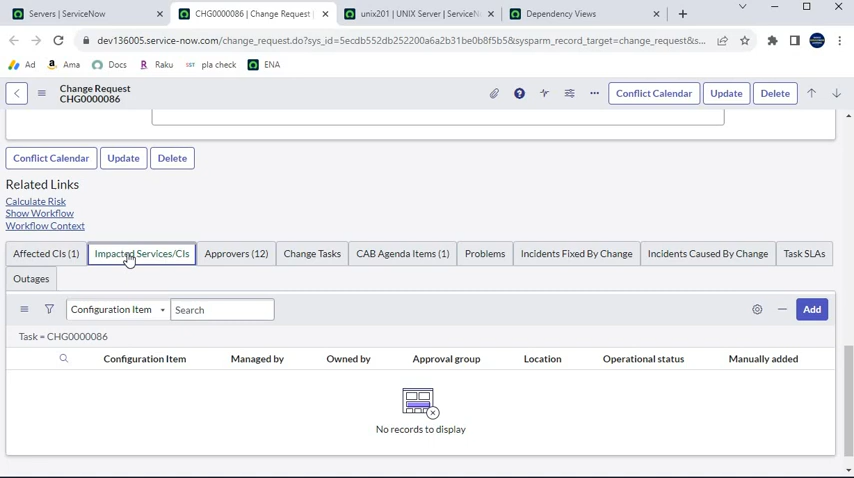 Servers | ServiceNow
CHG0000086 | Change Request |
unix201 | UNIX Server | ServiceN
Dependency Views
dev136005.service-now.com/change_request.do?sys_id=5ecdb552db252200a6a2b31be0b8f5b5&sysparm_record_target=change_request&s...
Ad
Ama
Docs
Raku
pla check
ENA
Change Request
CHG0000086
Conflict Calendar
Update
Delete
Conflict Calendar
Update
Delete
Related Links
Calculate Risk
Show Workflow
Workflow Context
Affected CIs (1)
Impacted Services/CIs
Approvers (12)
Change Tasks
CAB Agenda Items (1)
Problems
Incidents Fixed By Change
Incidents Caused By Change
Task SLAs
Outages
Configuration Item
Search
Add
Task = CHG0000086
Configuration Item
Managed by
Owned by
Approval group
Location
Operational status
Manually added
No records to display